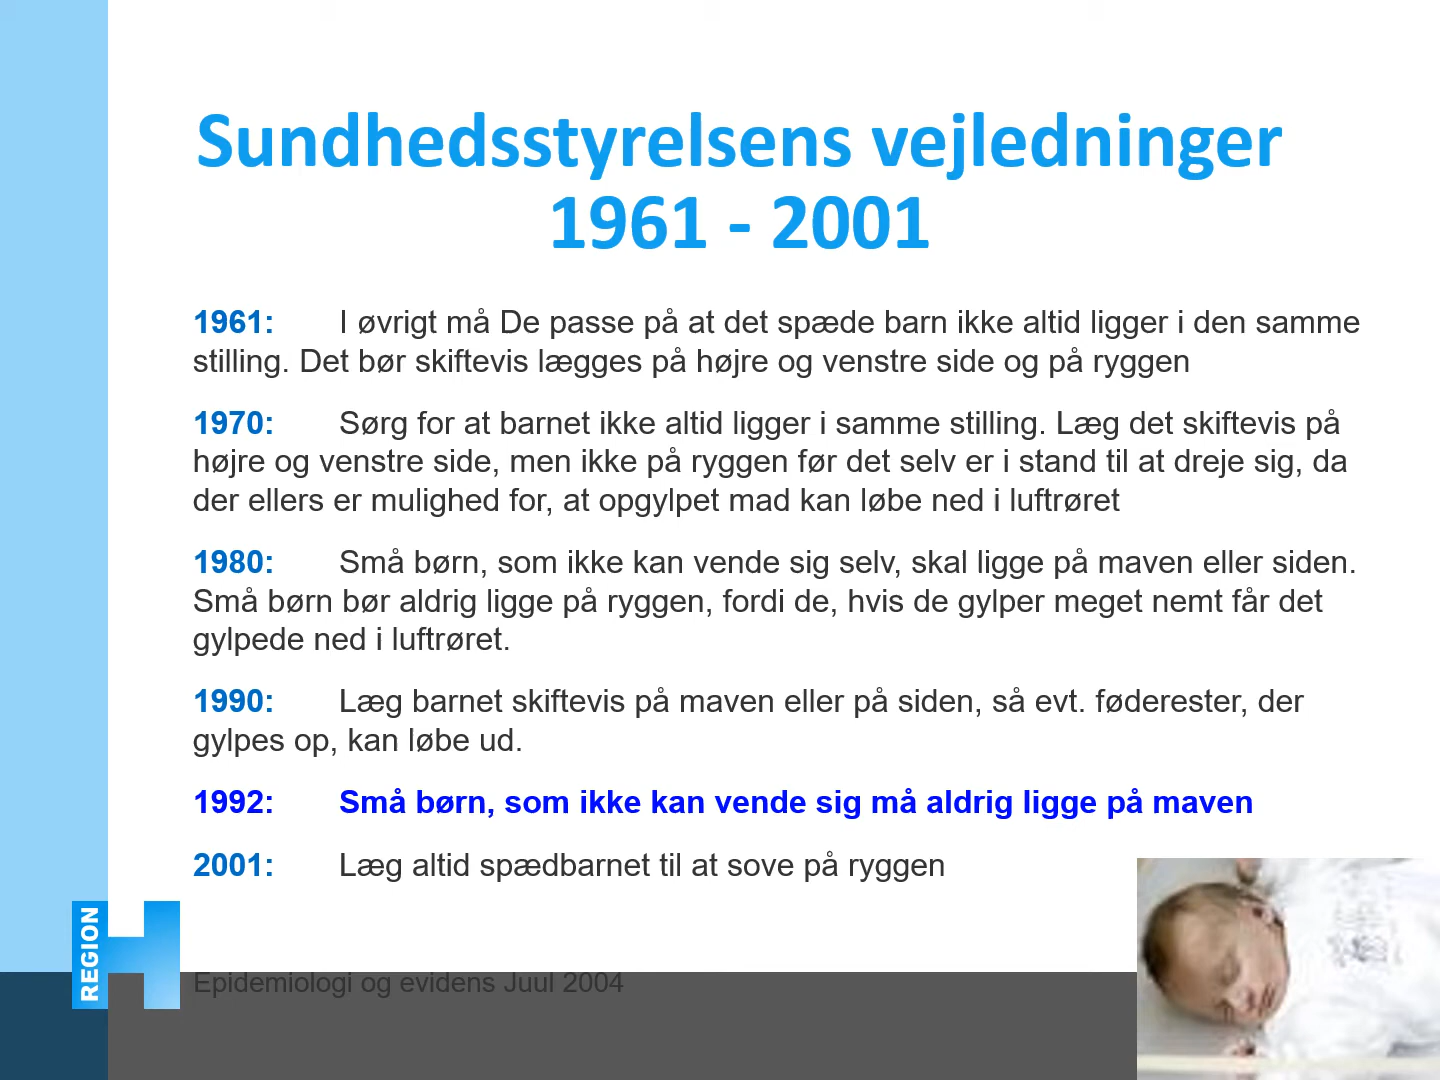 Sundhedsstyrelsens vejledninger
1961 - 2001
1961: I øvrigt må De passe på at det spæde barn ikke altid ligger i den samme
stilling. Det bør skiftevis lægges på højre og venstre side og på ryggen
1970: Sørg for at barnet ikke altid ligger i samme stilling. Læg det skiftevis på
højre og venstre side, men ikke på ryggen før det selv er i stand til at dreje sig, da
der ellers er mulighed for, at opgylpet mad kan løbe ned i luftrøret
1980: Små børn, som ikke kan vende sig selv, skal ligge på maven eller siden.
Små børn bør aldrig ligge på ryggen, fordi de, hvis de gylper meget nemt får det
gylpede ned i luftrøret.
1990: Læg barnet skiftevis på maven eller på siden, så evt. føderester, der
gylpes op, kan løbe ud.
1992: Små børn, som ikke kan vende sig må aldrig ligge på maven
2001: Læg altid spædbarnet til at sove på ryggen
REGION
Epidemiologi og evidens Juul 2004